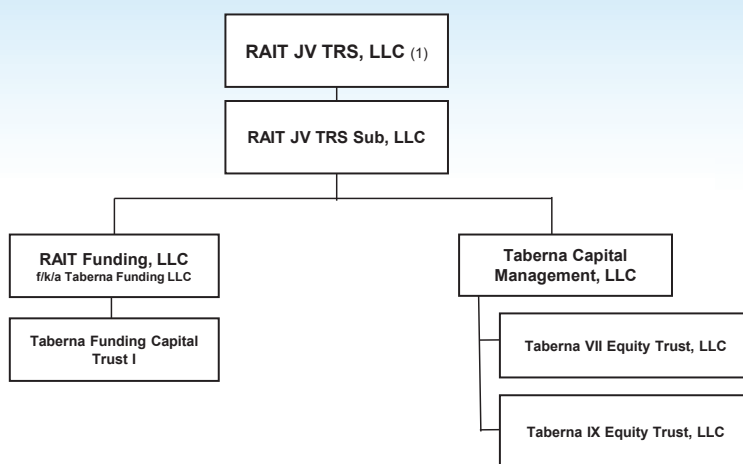 RAIT JV TRS, LLC (1)
RAIT JV TRS Sub, LLC
RAIT Funding, LLC
f/k/a Taberna Funding LLC
Taberna Capital
Management, LLC
Taberna Funding Capital
Trust I
Taberna VII Equity Trust, LLC
Taberna IX Equity Trust, LLC